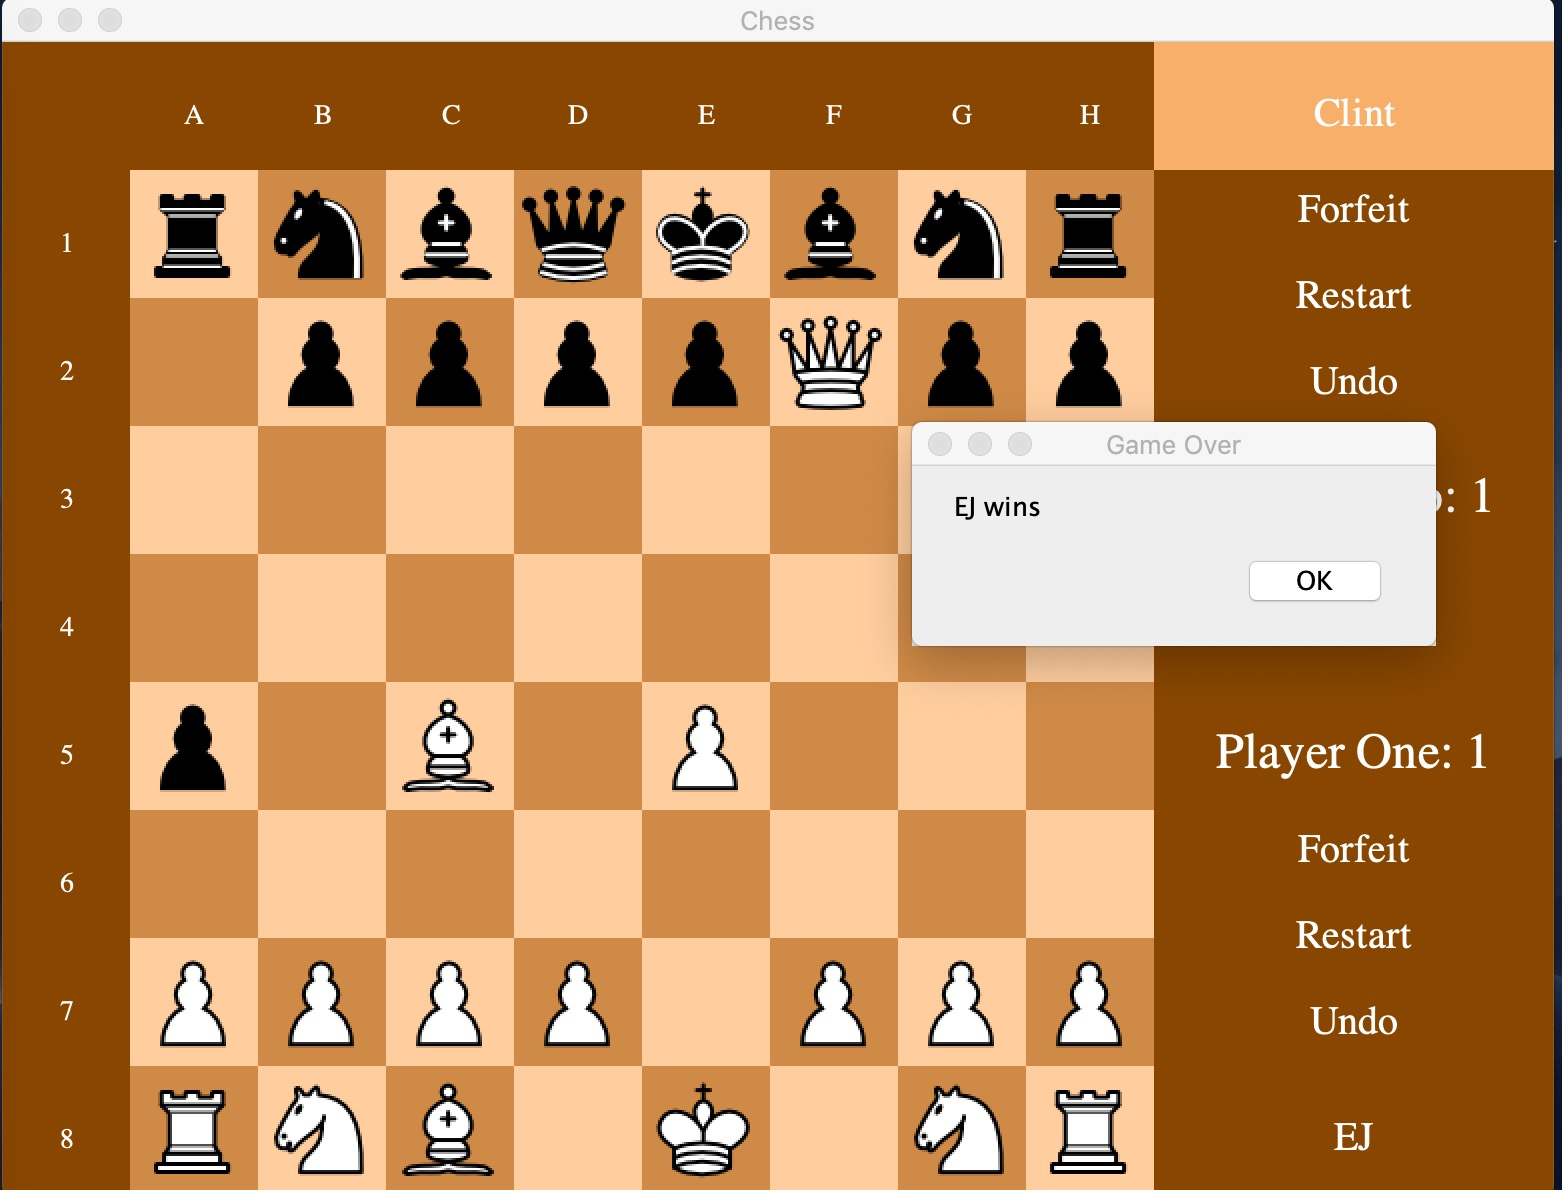 Chess
A B C D E F G H
Clint
1
Forfeit
Restart
2
Undo
Game Over
3
EJ wins
: 1
OK
4
5
Player One: 1
6
Forfeit
Restart
7
Undo
8
EJ